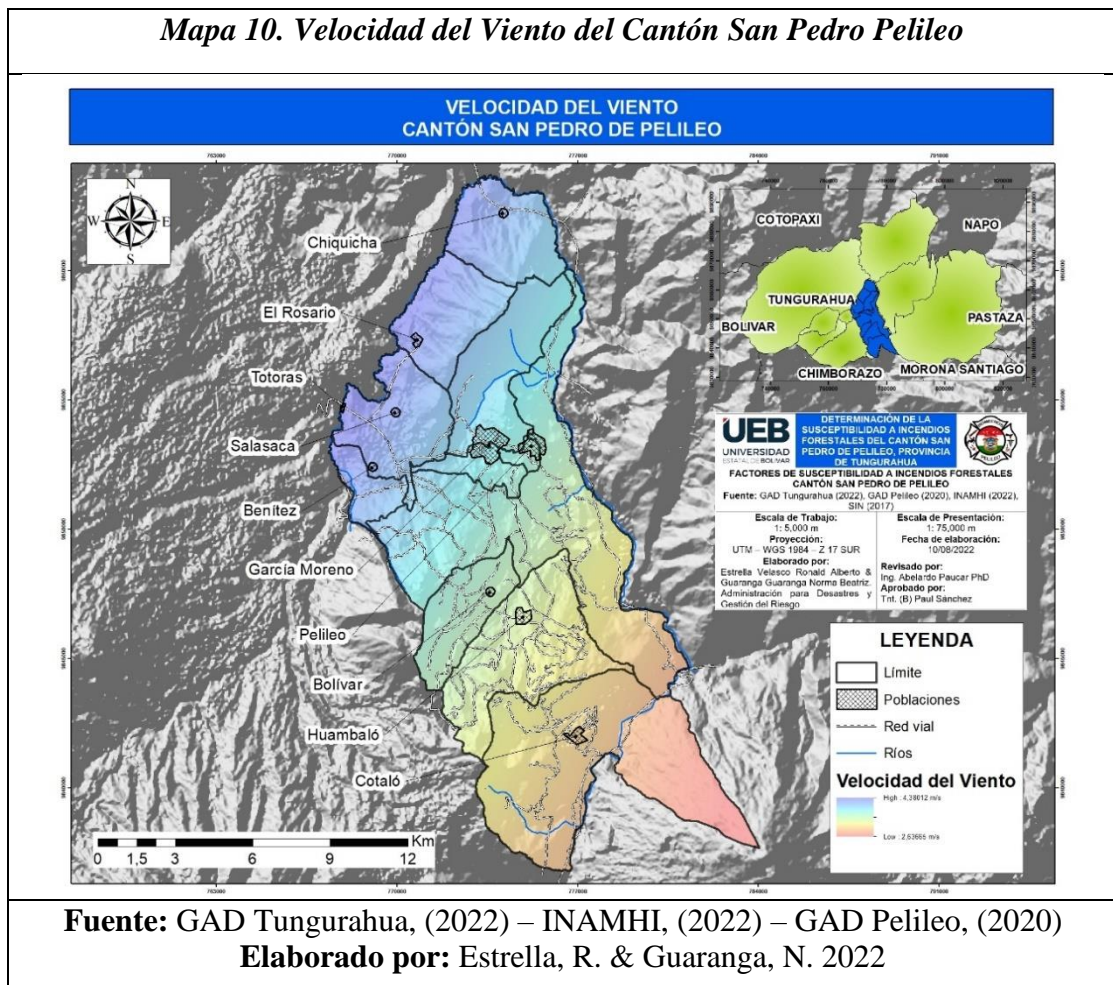 Mapa 10. Velocidad del Viento del Cantón San Pedro Pelileo
VELOCIDAD DEL VIENTO
CANTÓN SAN PEDRO DE PELILEO
763000
770000
777000
784000
791000
N
W
E
S
Chiquicha
El Rosario
Totoras
Salasaca
Benítez
García Moreno
Pelileo
Bolívar
Huambaló
Cotaló
Km
0 1,5 3 6 9 12
COTOPAXI
NAPO
TUNGURAHUA
BOLIVAR
PASTAZA
CHIMBORAZO
MORONA SANTIAGO
UEB
UNIVERSIDAD
ESTATAL DE BOLIVAR
DETERMINACIÓN DE LA
SUSCEPTIBILIDAD A INCENDIOS
FORESTALES DEL CANTÓN SAN
PEDRO DE PELILEO, PROVINCIA
DE TUNGURAHUA
FACTORES DE SUSCEPTIBILIDAD A INCENDIOS FORESTALES
CANTÓN SAN PEDRO DE PELILEO
Fuente: GAD Tungurahua (2022), GAD Pelileo (2020), INAMHI (2022),
SIN (2017)
Escala de Trabajo:
1: 5,000 m
Proyección:
UTM – WGS 1984 – Z 17 SUR
Elaborado por:
Estrella Velasco Ronald Alberto &
Guaranga Guaranga Norma Beatriz.
Administración para Desastres y
Gestión del Riesgo
Escala de Presentación:
1: 75,000 m
Fecha de elaboración:
10/08/2022
Revisado por:
Ing. Abelardo Paucar PhD
Aprobado por:
Tnt. (B) Paul Sánchez
LEYENDA
Límite
Poblaciones
Red vial
Ríos
Velocidad del Viento
High : 4,38012 m/s
Low : 2,63665 m/s
Fuente: GAD Tungurahua, (2022) – INAMHI, (2022) – GAD Pelileo, (2020)
Elaborado por: Estrella, R. & Guaranga, N. 2022